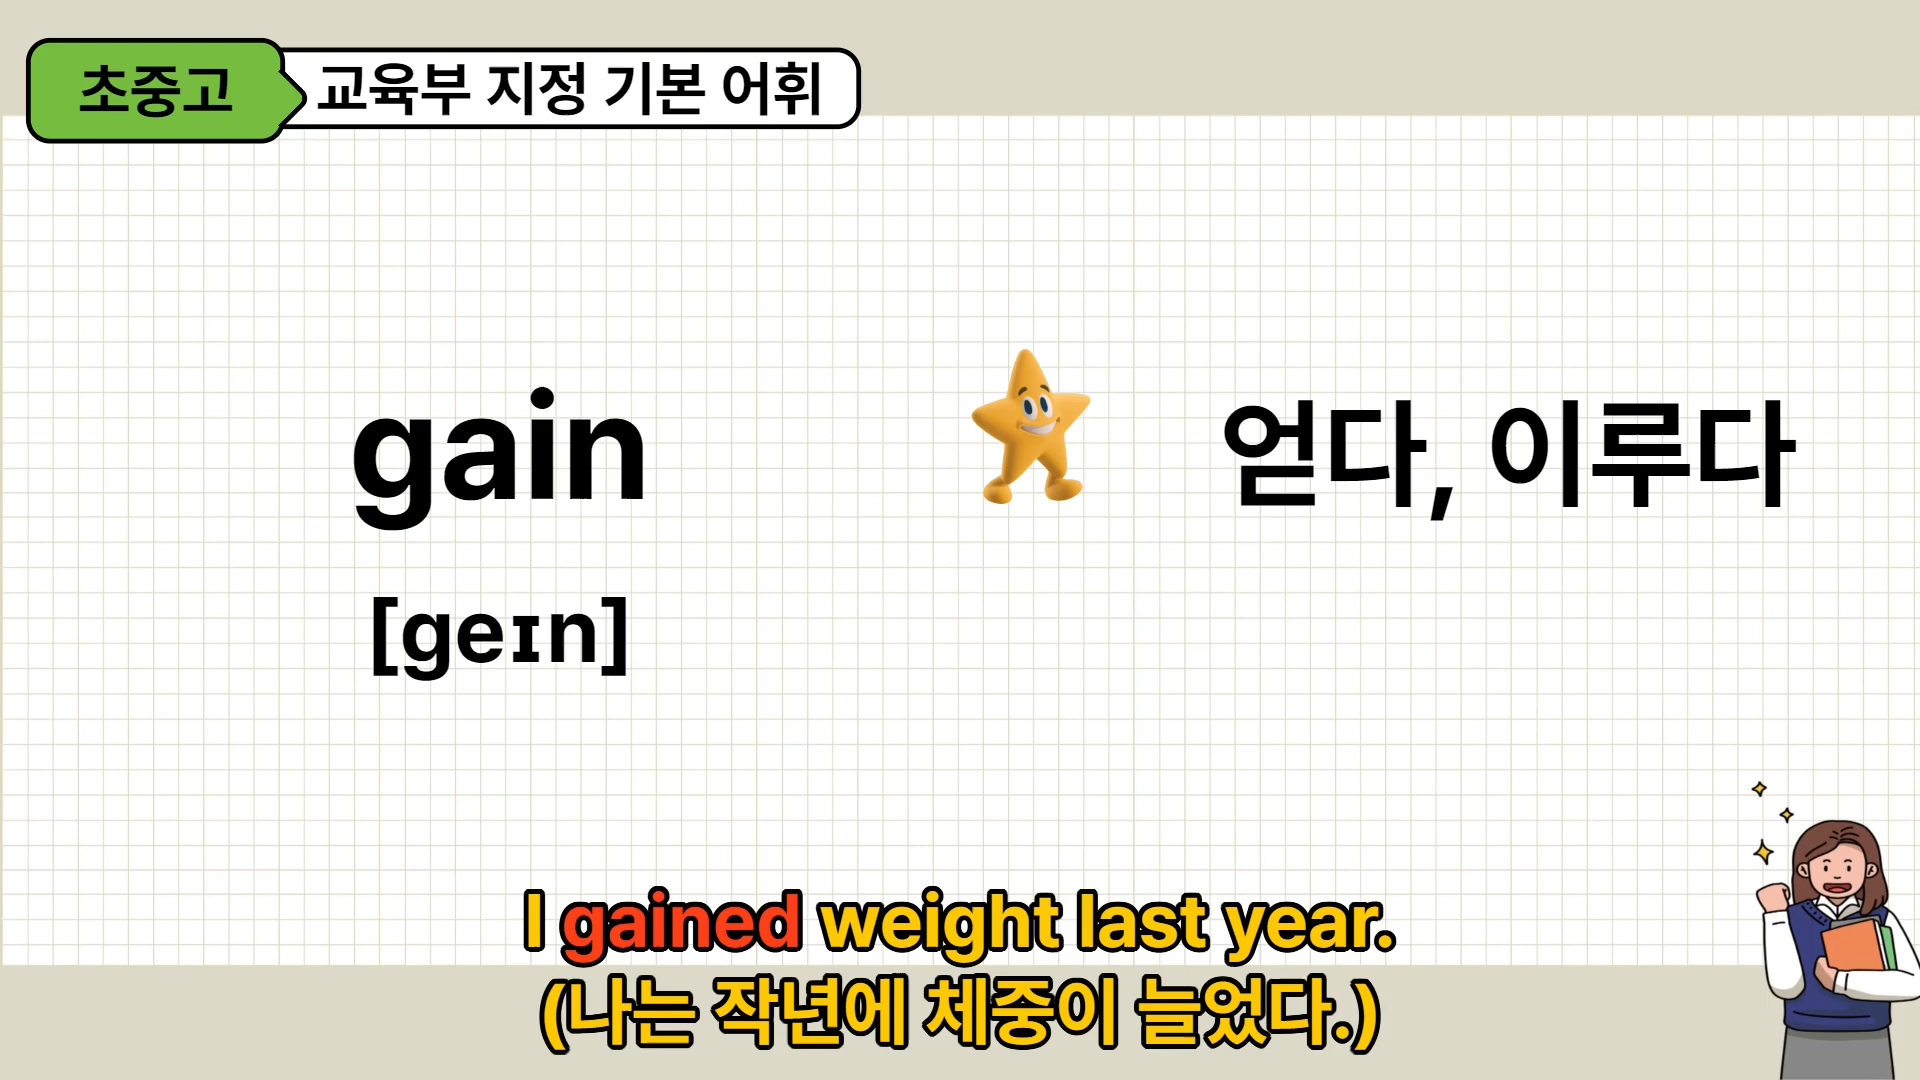 초중고
교육부 지정 기본 어휘
gain
얻다, 이루다
[geɪn]
I gained weight last year.
(나는 작년에 체중이 늘었다.)